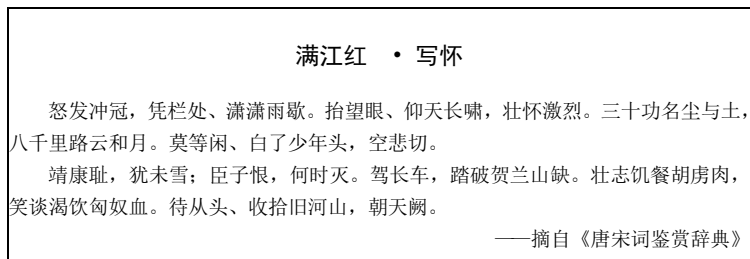 满江红 • 写怀
怒发冲冠，凭栏处、潇潇雨歇。抬望眼、仰天长啸，壮怀激烈。三十功名尘与土，
八千里路云和月。莫等闲、白了少年头，空悲切。
靖康耻，犹未雪；臣子恨，何时灭。驾长车，踏破贺兰山缺。壮志饥餐胡虏肉，
笑谈渴饮匈奴血。待从头、收拾旧河山，朝天阙。
——摘自《唐宋词鉴赏辞典》